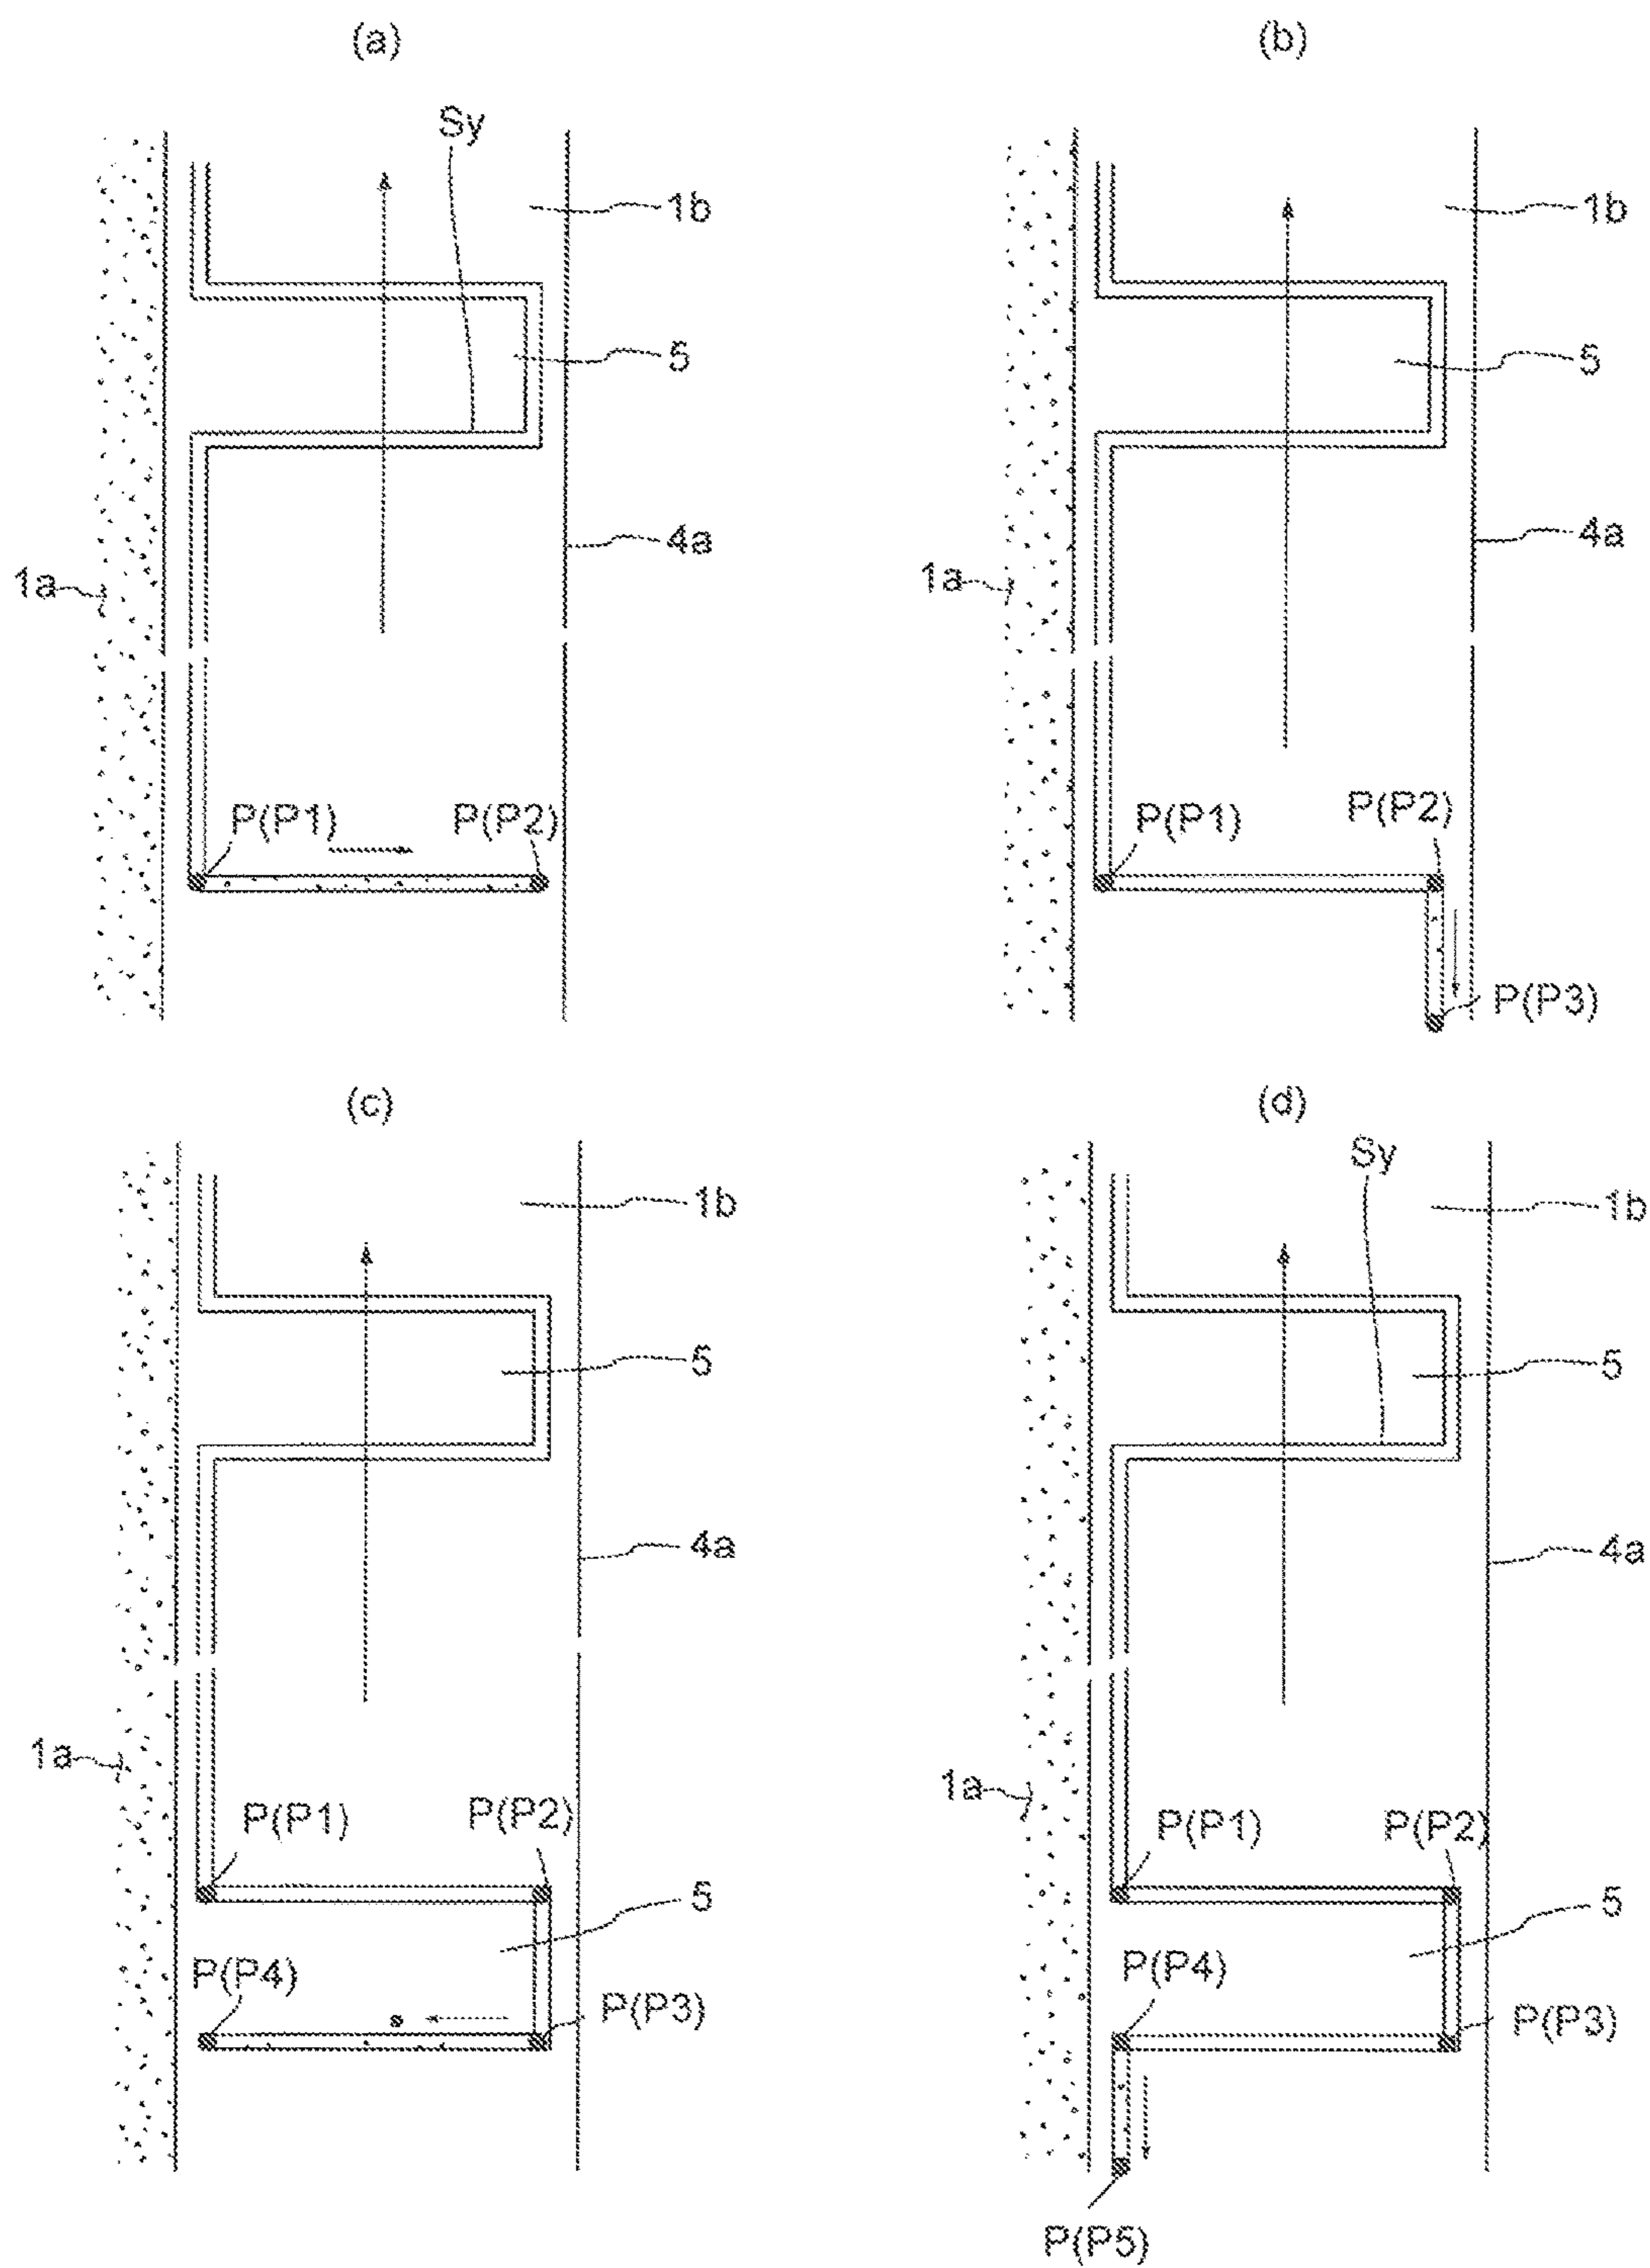 (a)
Sy
1b
5
4a
1a
P(P1)
P(P2)
(b)
1b
5
4a
1a
P(P1)
P(P2)
P(P3)
(c)
1b
5
4a
1a
P(P1)
P(P2)
5
P(P4)
P(P3)
(d)
Sy
1b
5
4a
1a
P(P1)
P(P2)
5
P(P4)
P(P3)
P(P5)